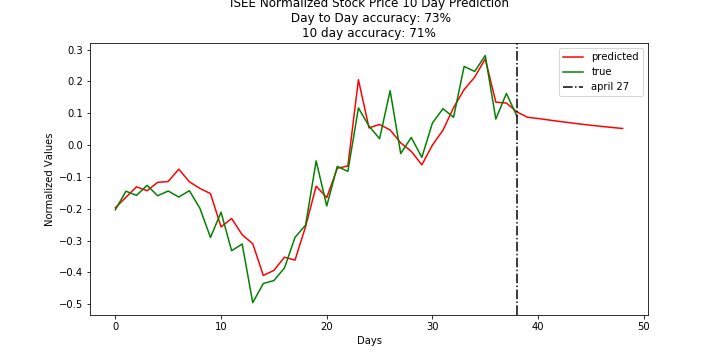 ISEE Normalized Stock Price 10 Day Prediction
Day to Day accuracy: 73%
10 day accuracy: 71%
predicted
true
april 27
Normalized Values
0.3
0.2
0.1
0.0
−0.1
−0.2
−0.3
−0.4
−0.5
0 10 20 30 40 50
Days